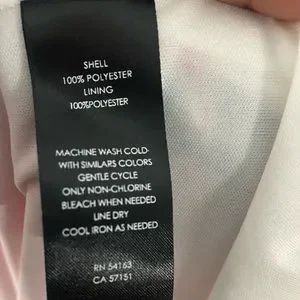 SHELL
100% POLYESTER
LINING
100%POLYESTER
MACHINE WASH COLD
WITH SIMILARS COLORS
GENTLE CYCLE
ONLY NON-CHLORINE
BLEACH WHEN NEEDED
LINE DRY
COOL IRON AS NEEDED
RN 54163
CA 57151